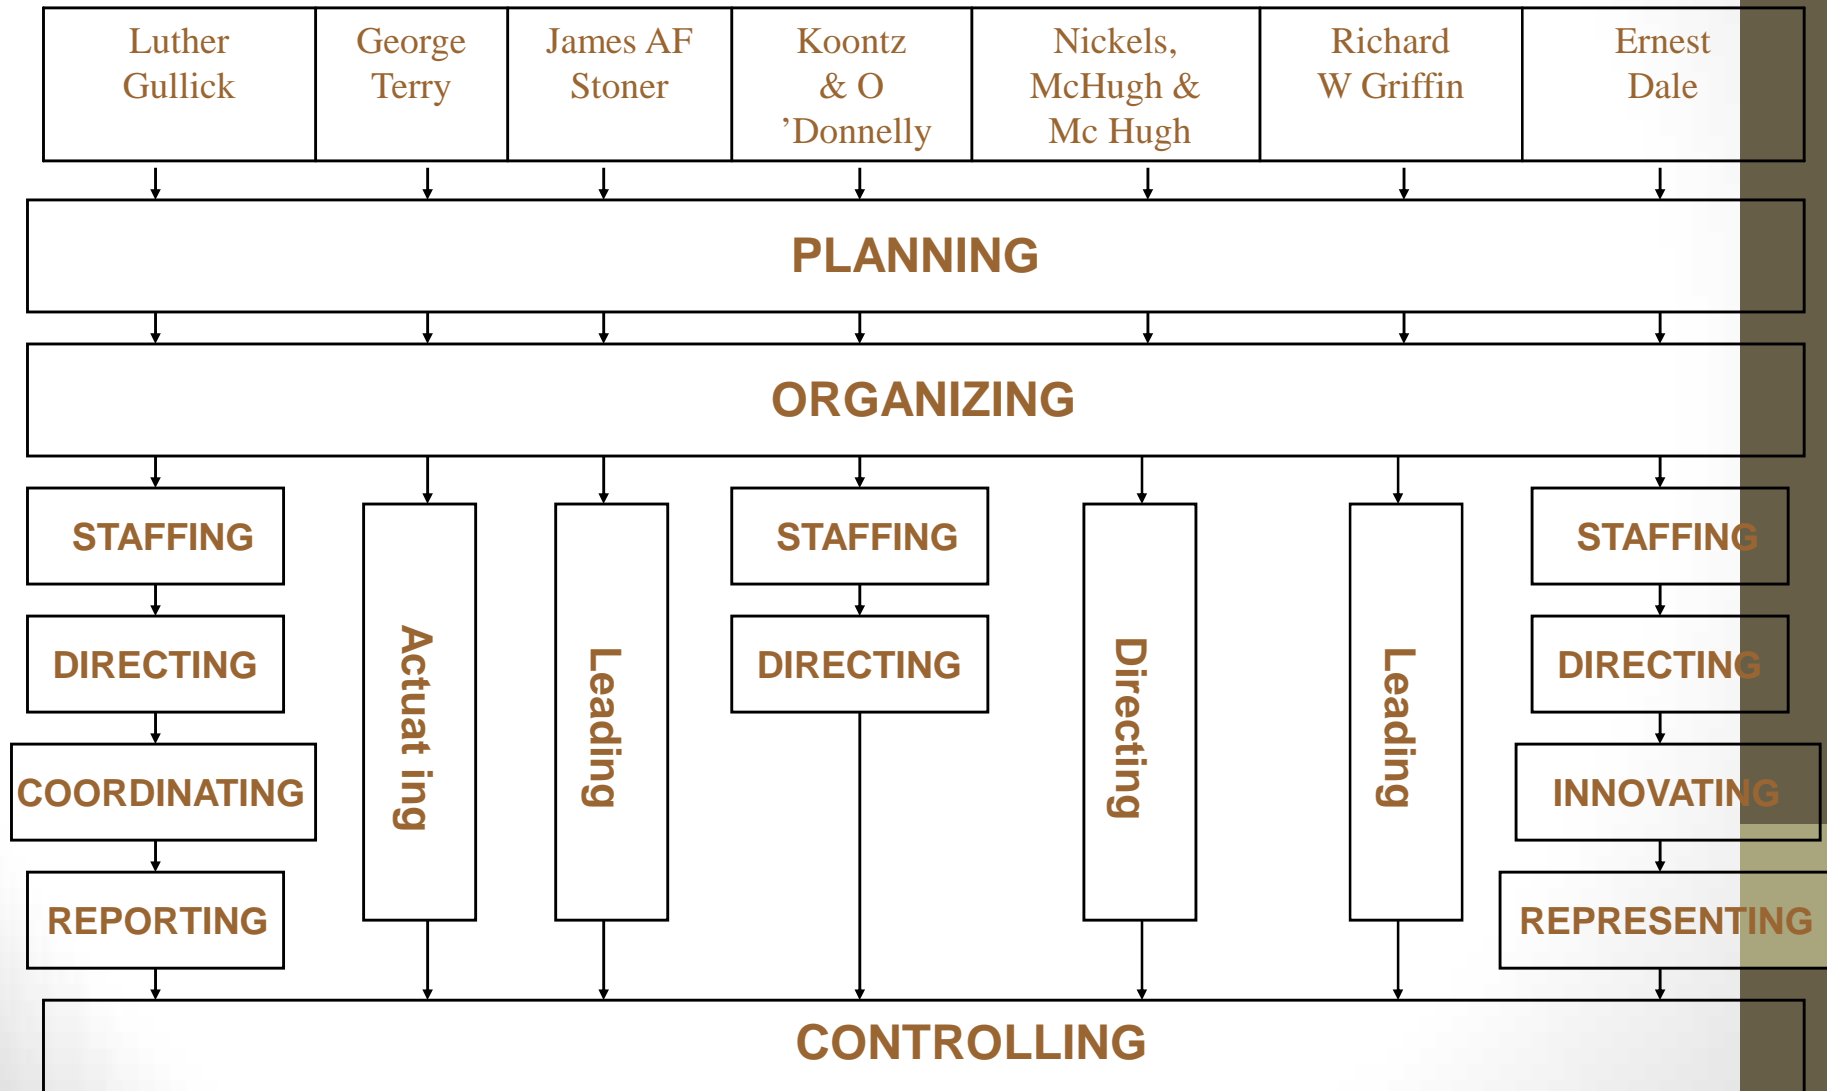 Luther
Gullick
George
Terry
James AF
Stoner
Koontz
& O
’Donnelly
Nickels,
McHugh &
Mc Hugh
Richard
W Griffin
Ernest
Dale
PLANNING
ORGANIZING
STAFFING
DIRECTING
COORDINATING
REPORTING
Actuat ing
Leading
STAFFING
DIRECTING
Directing
Leading
STAFFING
DIRECTING
INNOVATING
REPRESENTING
CONTROLLING